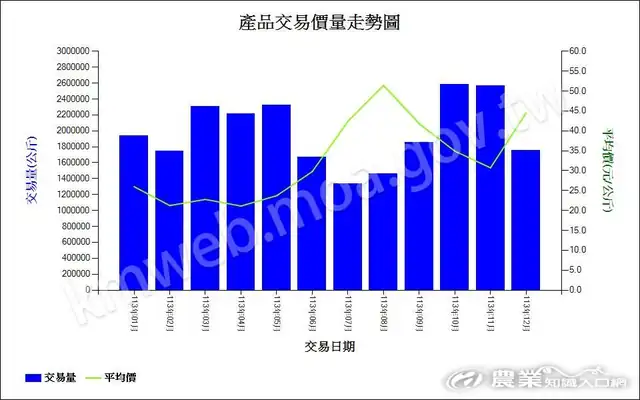 產品交易價量走勢圖
3000000
2800000
2600000
2400000
2200000
2000000
1800000
1600000
1400000
1200000
1000000
800000
600000
400000
200000
0
交易量(公斤)
60.0
55.0
50.0
45.0
40.0
35.0
30.0
25.0
20.0
15.0
10.0
5.0
0.0
平均價(元/公斤)
113年01月
113年02月
113年03月
113年04月
113年05月
113年06月
113年07月
113年08月
113年09月
113年10月
113年11月
113年12月
交易日期
交易量
平均價
kmweb.moa.gov.tw
農業知識入口網